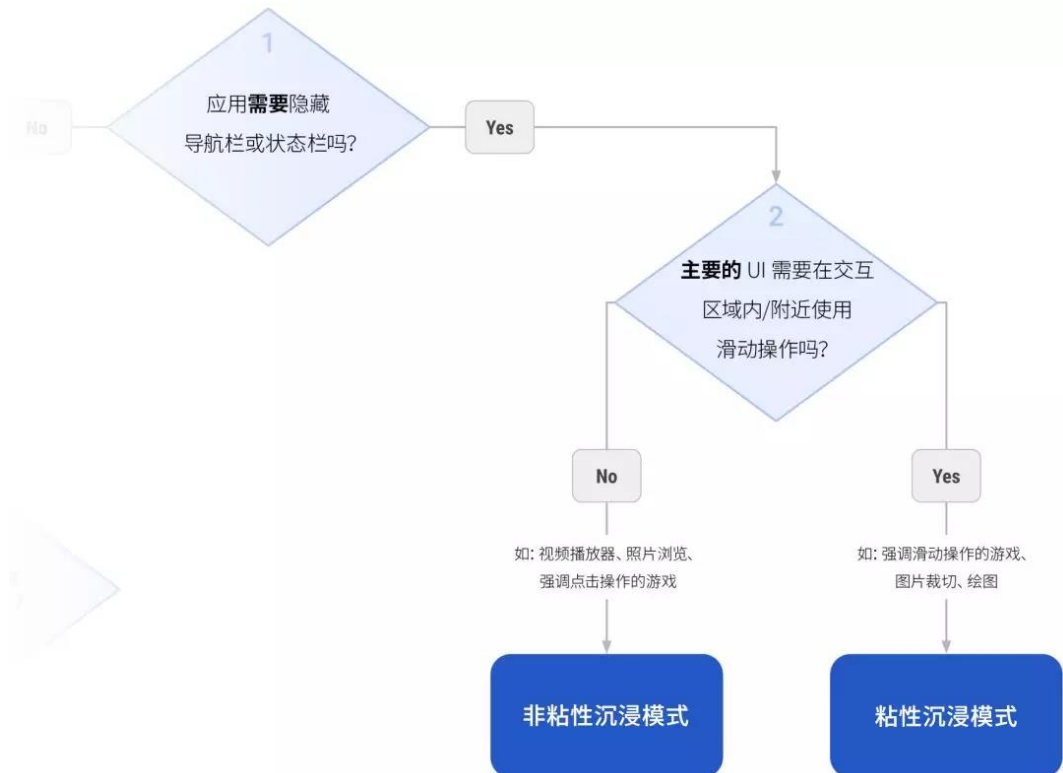 1
应用需要隐藏
导航栏或状态栏吗?
No
Yes
2
主要的 UI 需要在交互
区域内/附近使用
滑动操作吗?
No
Yes
如: 视频播放器、照片浏览、
强调点击操作的游戏
如: 强调滑动操作的游戏、
图片裁切、绘图
非粘性沉浸模式
粘性沉浸模式